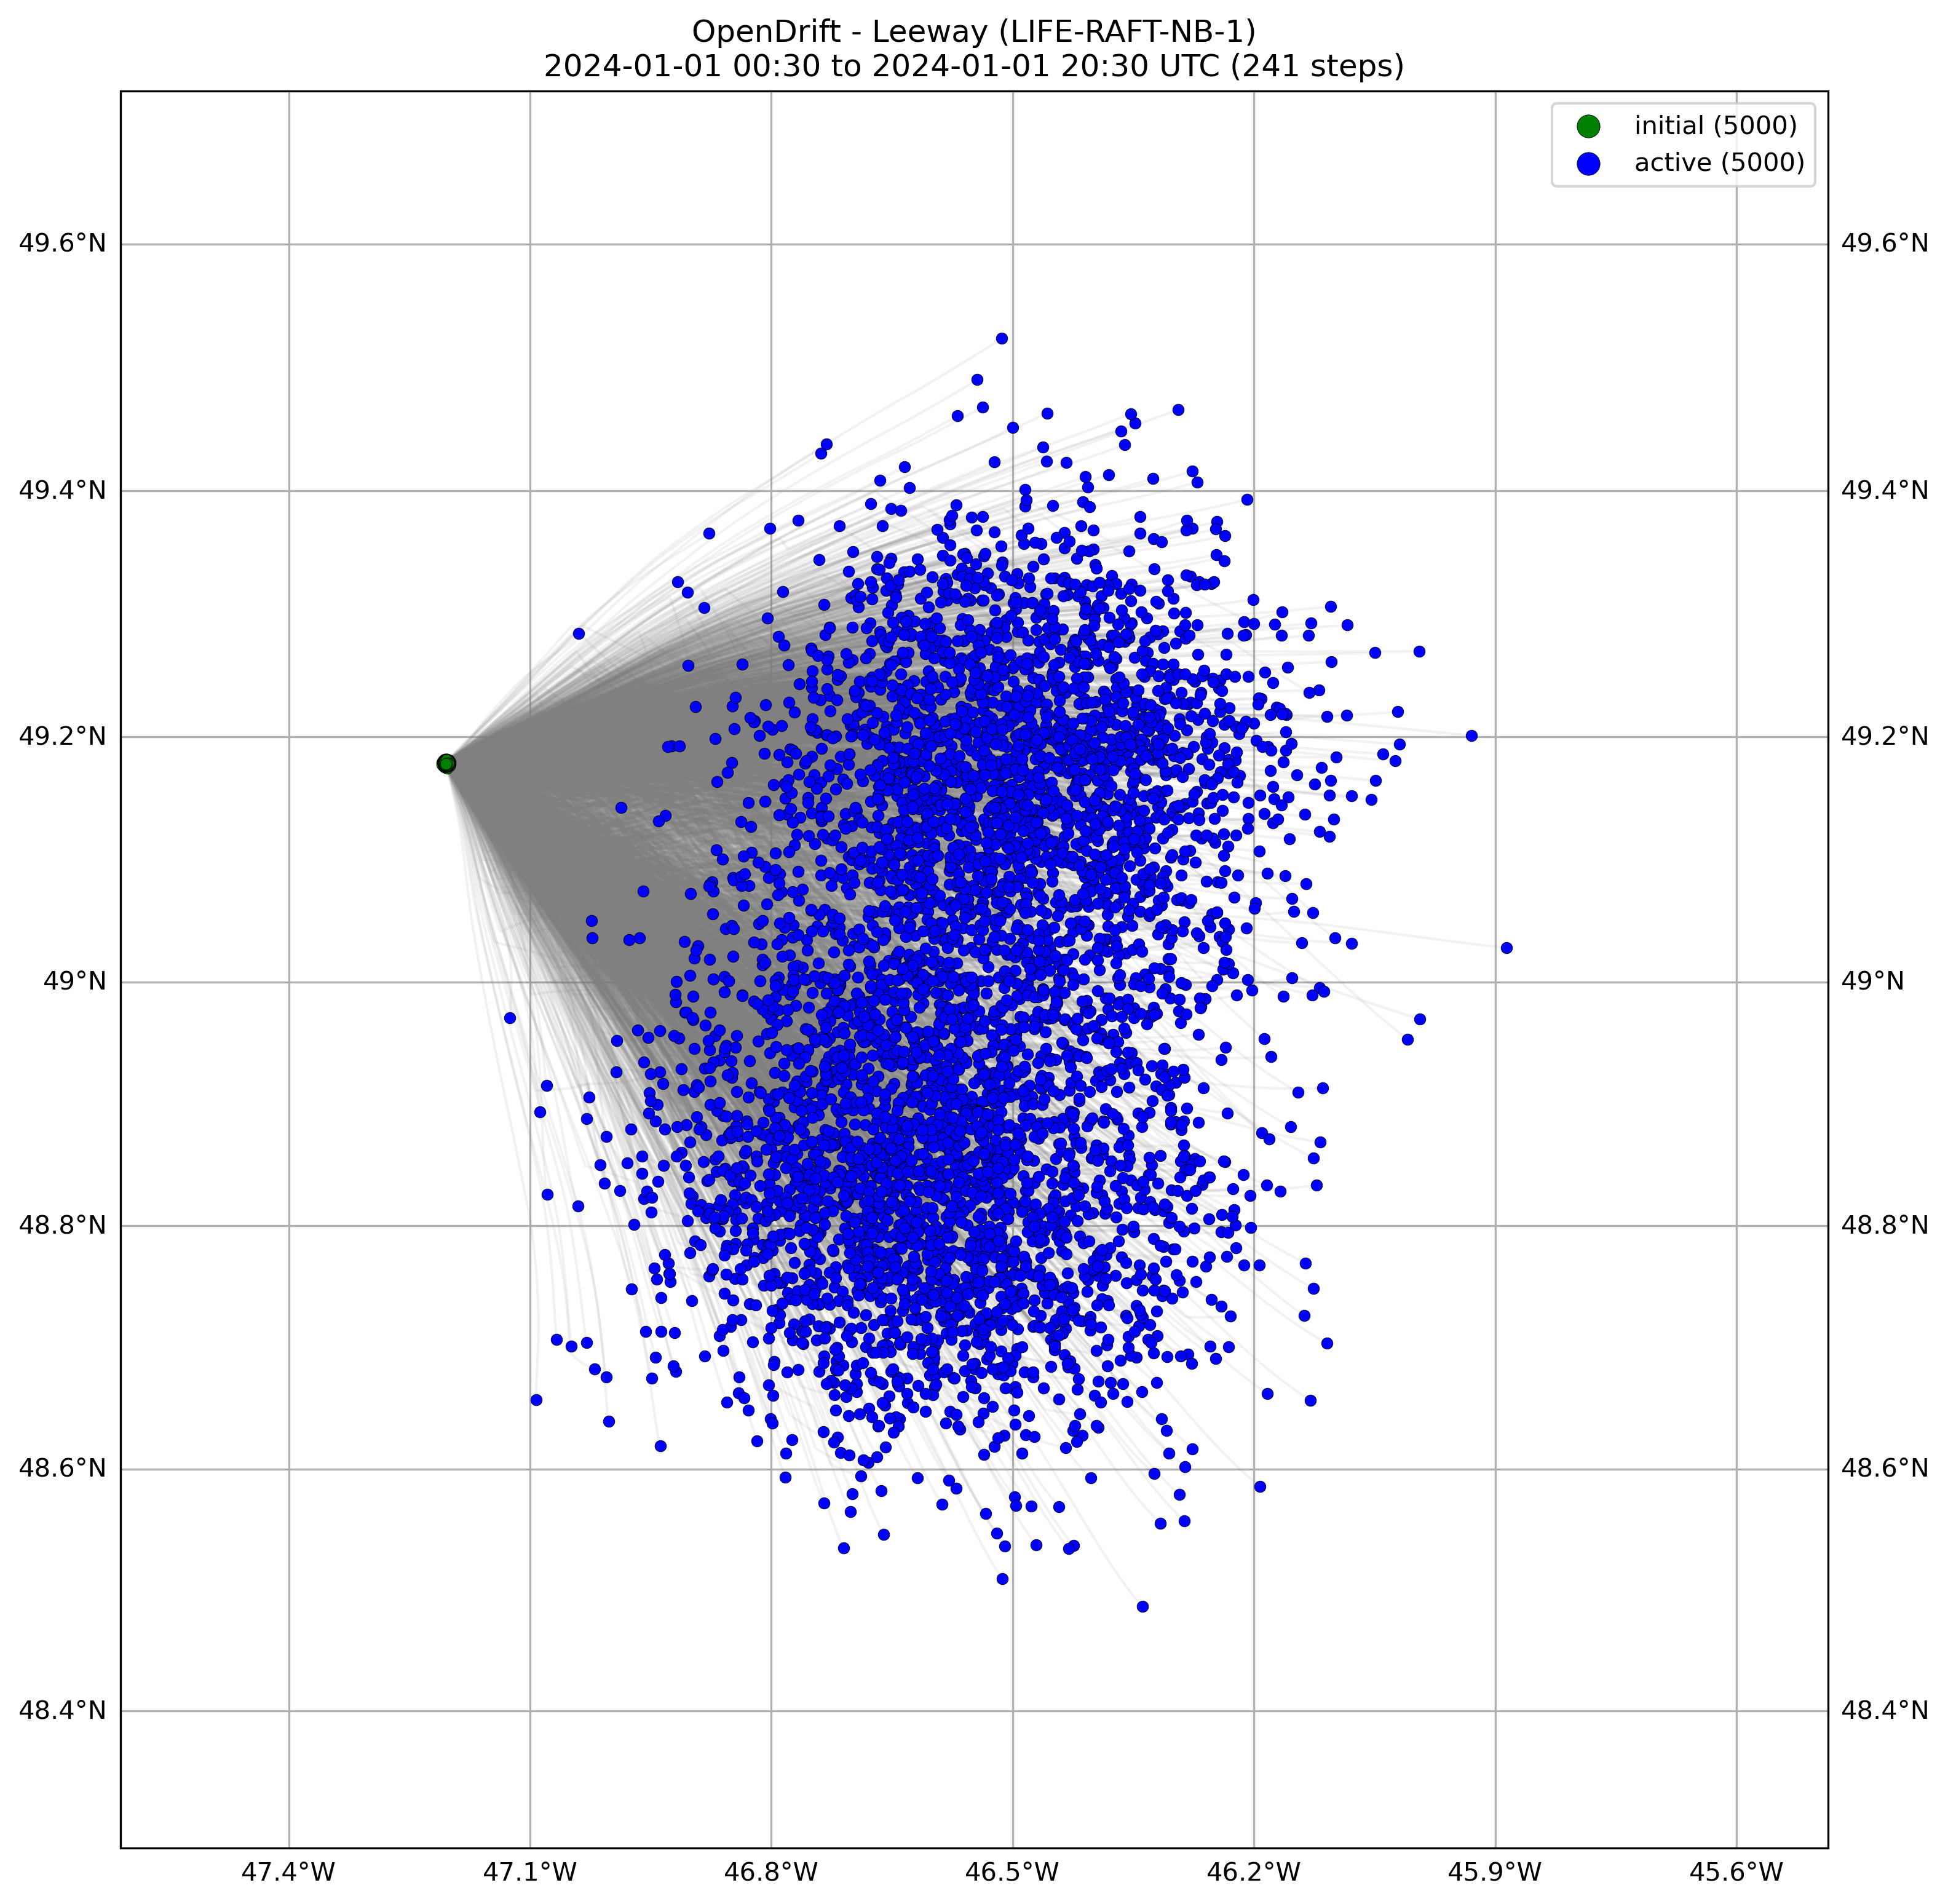 OpenDrift - Leeway (LIFE-RAFT-NB-1)
2024-01-01 00:30 to 2024-01-01 20:30 UTC (241 steps)
initial (5000)
active (5000)
49.6°N 49.6°N
49.4°N 49.4°N
49.2°N 49.2°N
49°N 49°N
48.8°N 48.8°N
48.6°N 48.6°N
48.4°N 48.4°N
47.4°W 47.1°W 46.8°W 46.5°W 46.2°W 45.9°W 45.6°W